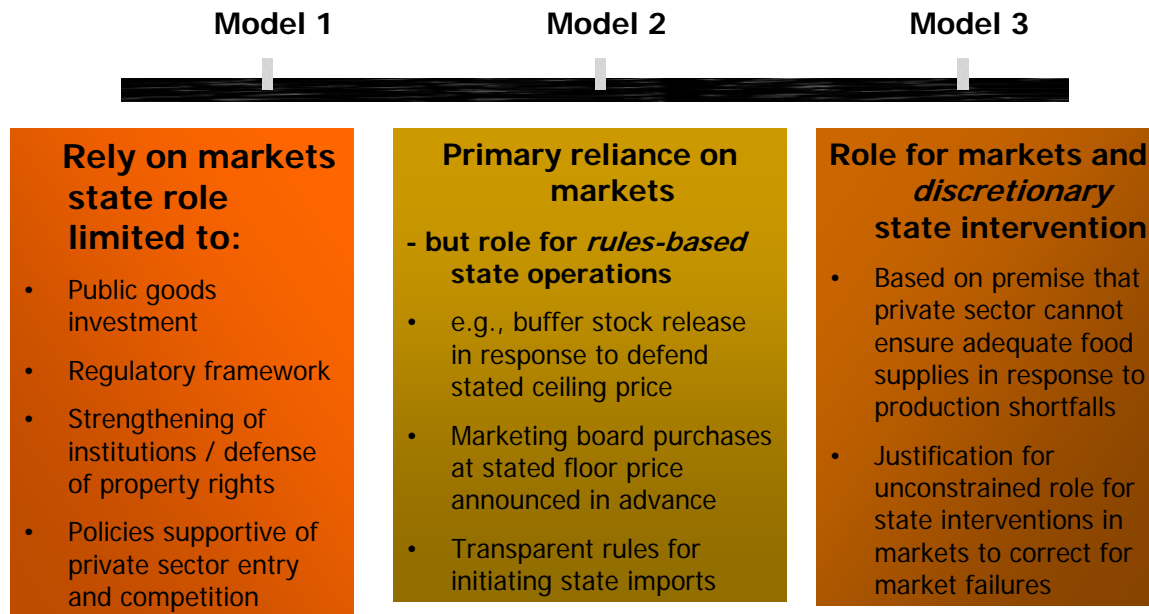 Model 1
Model 2
Model 3
Rely on markets
state role
limited to:
• Public goods
investment
• Regulatory framework
• Strengthening of
institutions / defense
of property rights
• Policies supportive of
private sector entry
and competition
Primary reliance on
markets
- but role for rules-based
state operations
• e.g., buffer stock release
in response to defend
stated ceiling price
• Marketing board purchases
at stated floor price
announced in advance
• Transparent rules for
initiating state imports
Role for markets and
discretionary
state intervention
• Based on premise that
private sector cannot
ensure adequate food
supplies in response to
production shortfalls
• Justification for
unconstrained role for
state interventions in
markets to correct for
market failures